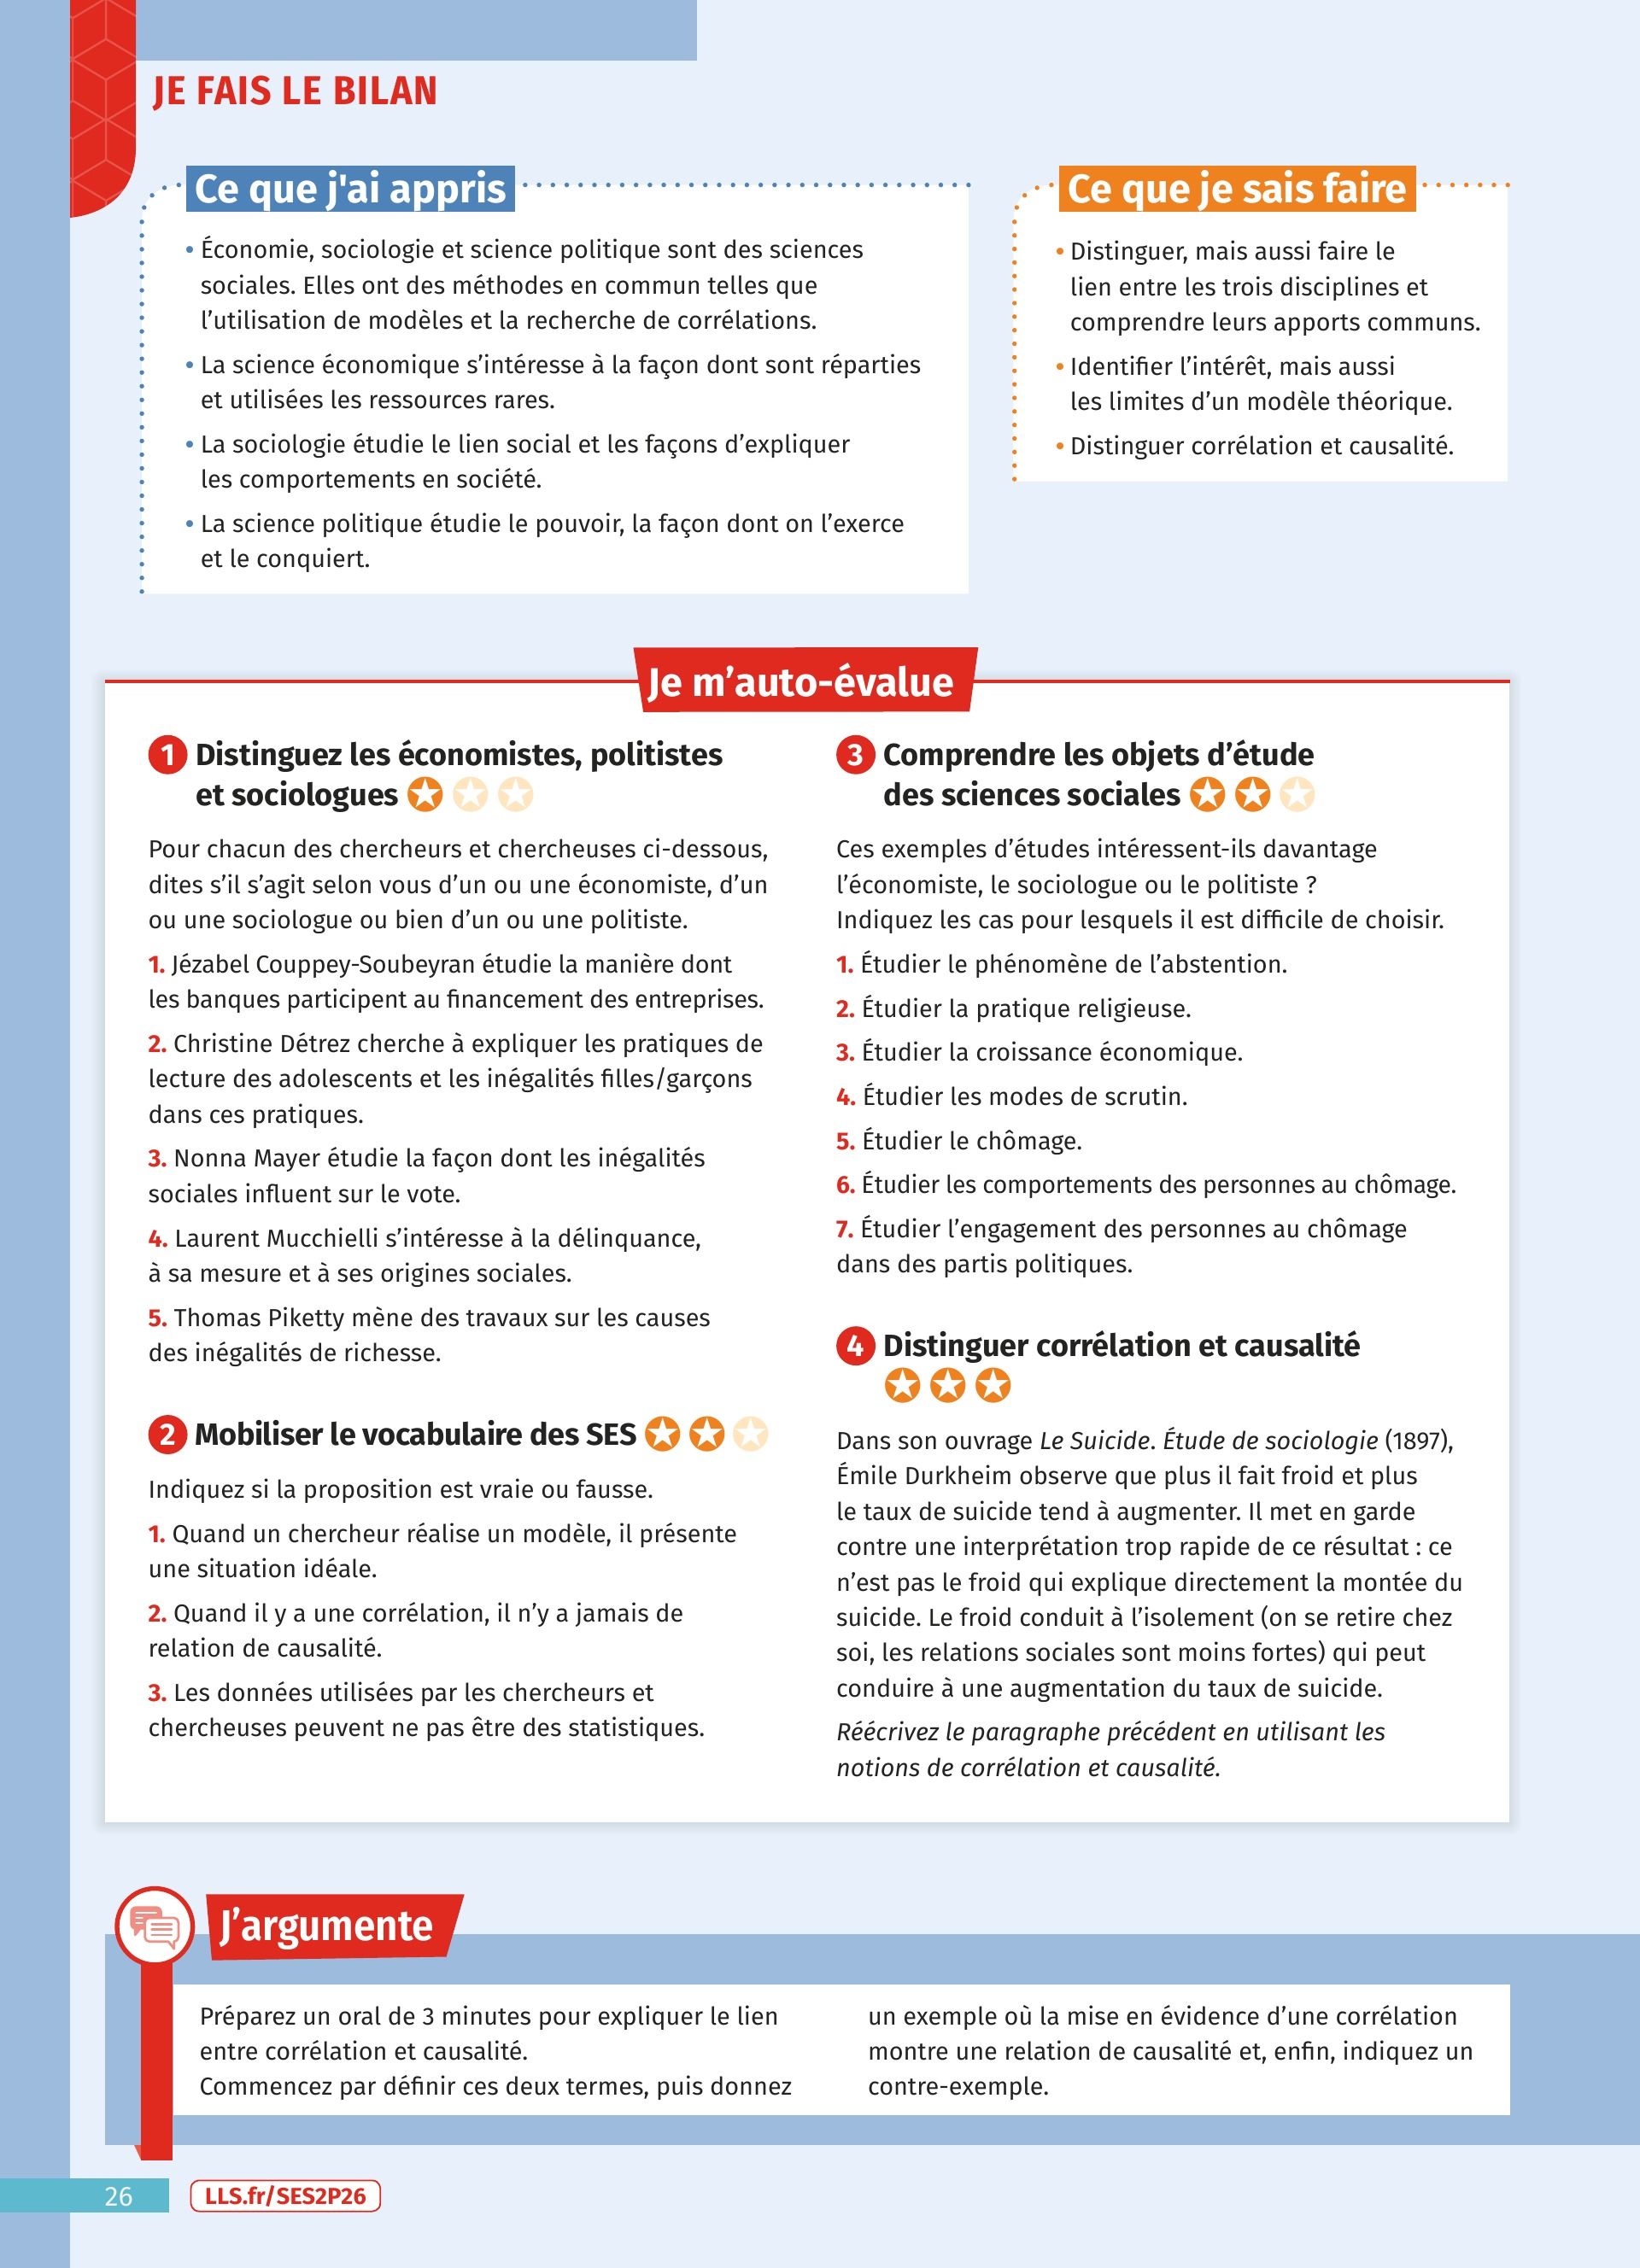 JE FAIS LE BILAN
Ce que j'ai appris
• Économie, sociologie et science politique sont des sciences
sociales. Elles ont des méthodes en commun telles que
l’utilisation de modèles et la recherche de corrélations.
• La science économique s’intéresse à la façon dont sont réparties
et utilisées les ressources rares.
• La sociologie étudie le lien social et les façons d’expliquer
les comportements en société.
• La science politique étudie le pouvoir, la façon dont on l’exerce
et le conquiert.
Ce que je sais faire
• Distinguer, mais aussi faire le
lien entre les trois disciplines et
comprendre leurs apports communs.
• Identifier l’intérêt, mais aussi
les limites d’un modèle théorique.
• Distinguer corrélation et causalité.
Je m’auto-évalue
1 Distinguez les économistes, politistes
et sociologues
Pour chacun des chercheurs et chercheuses ci-dessous,
dites s’il s’agit selon vous d’un ou une économiste, d’un
ou une sociologue ou bien d’un ou une politiste.
1. Jézabel Couppey-Soubeyran étudie la manière dont
les banques participent au financement des entreprises.
2. Christine Détrez cherche à expliquer les pratiques de
lecture des adolescents et les inégalités filles/garçons
dans ces pratiques.
3. Nonna Mayer étudie la façon dont les inégalités
sociales influent sur le vote.
4. Laurent Mucchielli s’intéresse à la délinquance,
à sa mesure et à ses origines sociales.
5. Thomas Piketty mène des travaux sur les causes
des inégalités de richesse.
2 Mobiliser le vocabulaire des SES
Indiquez si la proposition est vraie ou fausse.
1. Quand un chercheur réalise un modèle, il présente
une situation idéale.
2. Quand il y a une corrélation, il n’y a jamais de
relation de causalité.
3. Les données utilisées par les chercheurs et
chercheuses peuvent ne pas être des statistiques.
3 Comprendre les objets d’étude
des sciences sociales
Ces exemples d’études intéressent-ils davantage
l’économiste, le sociologue ou le politiste ?
Indiquez les cas pour lesquels il est difficile de choisir.
1. Étudier le phénomène de l’abstention.
2. Étudier la pratique religieuse.
3. Étudier la croissance économique.
4. Étudier les modes de scrutin.
5. Étudier le chômage.
6. Étudier les comportements des personnes au chômage.
7. Étudier l’engagement des personnes au chômage
dans des partis politiques.
4 Distinguer corrélation et causalité
Dans son ouvrage Le Suicide. Étude de sociologie (1897),
Émile Durkheim observe que plus il fait froid et plus
le taux de suicide tend à augmenter. Il met en garde
contre une interprétation trop rapide de ce résultat : ce
n’est pas le froid qui explique directement la montée du
suicide. Le froid conduit à l’isolement (on se retire chez
soi, les relations sociales sont moins fortes) qui peut
conduire à une augmentation du taux de suicide.
Réécrivez le paragraphe précédent en utilisant les
notions de corrélation et causalité.
J’argumente
Préparez un oral de 3 minutes pour expliquer le lien
entre corrélation et causalité.
Commencez par définir ces deux termes, puis donnez
un exemple où la mise en évidence d’une corrélation
montre une relation de causalité et, enfin, indiquez un
contre-exemple.
26
LLS.fr/SES2P26